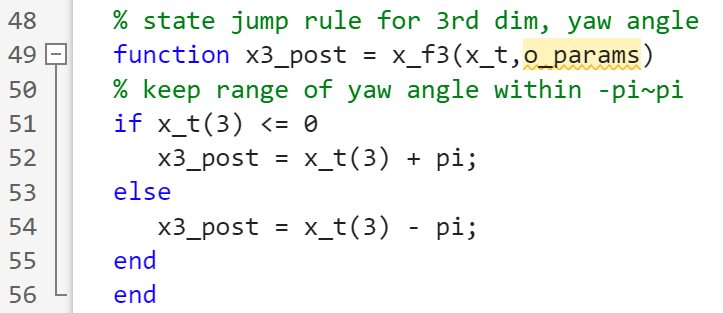 48 % state jump rule for 3rd dim, yaw angle
49 function x3_post = x_f3(x_t,o_params)
50 % keep range of yaw angle within -pi~pi
51 if x_t(3) <= 0
52 x3_post = x_t(3) + pi;
53 else
54 x3_post = x_t(3) - pi;
55 end
56 end